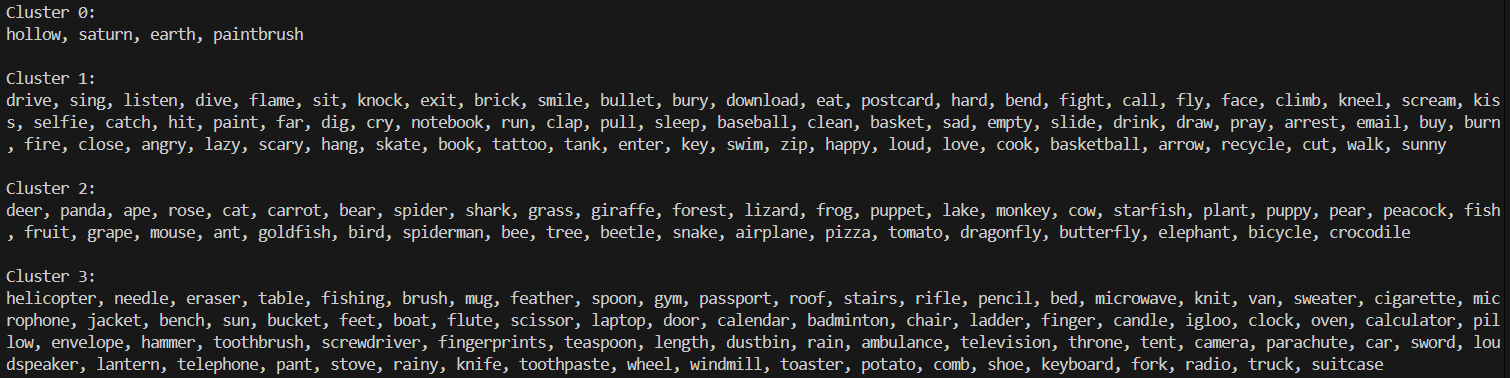 Cluster 0:
hollow, saturn, earth, paintbrush
Cluster 1:
drive, sing, listen, dive, flame, sit, knock, exit, brick, smile, bullet, bury, download, eat, postcard, hard, bend, fight, call, fly, face, climb, kneel, scream, kis
s, selfie, catch, hit, paint, far, dig, cry, notebook, run, clap, pull, sleep, baseball, clean, basket, sad, empty, slide, drink, draw, pray, arrest, email, buy, burn
, fire, close, angry, lazy, scary, hang, skate, book, tattoo, tank, enter, key, swim, zip, happy, loud, love, cook, basketball, arrow, recycle, cut, walk, sunny
Cluster 2:
deer, panda, ape, rose, cat, carrot, bear, spider, shark, grass, giraffe, forest, lizard, frog, puppet, lake, monkey, cow, starfish, plant, puppy, pear, peacock, fish
, fruit, grape, mouse, ant, goldfish, bird, spiderman, bee, tree, beetle, snake, airplane, pizza, tomato, dragonfly, butterfly, elephant, bicycle, crocodile
Cluster 3:
helicopter, needle, eraser, table, fishing, brush, mug, feather, spoon, gym, passport, roof, stairs, rifle, pencil, bed, microwave, knit, van, sweater, cigarette, mic
rophone, jacket, bench, sun, bucket, feet, boat, flute, scissor, laptop, door, calendar, badminton, chair, ladder, finger, candle, igloo, clock, oven, calculator, pil
low, envelope, hammer, toothbrush, screwdriver, fingerprints, teaspoon, length, dustbin, rain, ambulance, television, throne, tent, camera, parachute, car, sword, lou
dspeaker, lantern, telephone, pant, stove, rainy, knife, toothpaste, wheel, windmill, toaster, potato, comb, shoe, keyboard, fork, radio, truck, suitcase